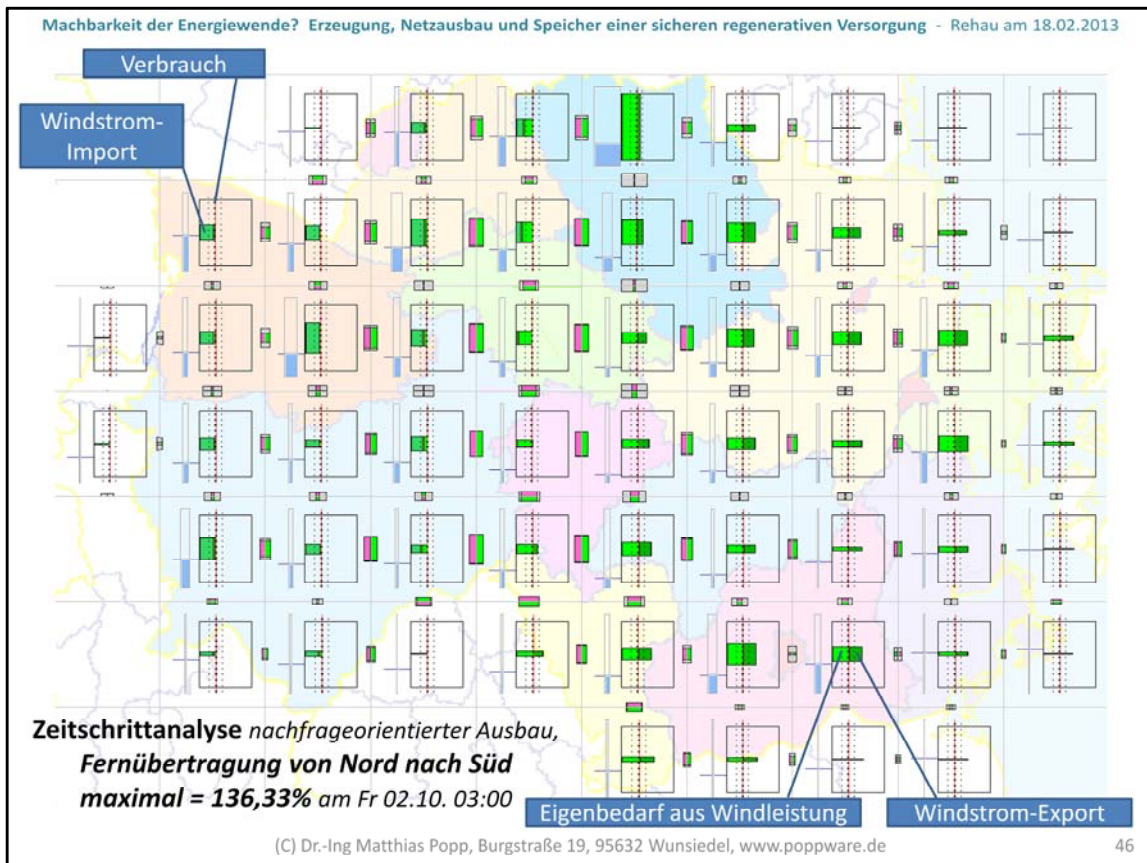 Machbarkeit der Energiewende? Erzeugung, Netzausbau und Speicher einer sicheren regenerativen Versorgung - Rehau am 18.02.2013
Verbrauch
Windstrom-
Import
Zeitschrittanalyse nachfrageorientierter Ausbau,
Fernübertragung von Nord nach Süd
maximal = 136,33% am Fr 02.10. 03:00
Eigenbedarf aus Windleistung
Windstrom-Export
(C) Dr.-Ing Matthias Popp, Burgstraße 19, 95632 Wunsiedel, www.poppware.de
46